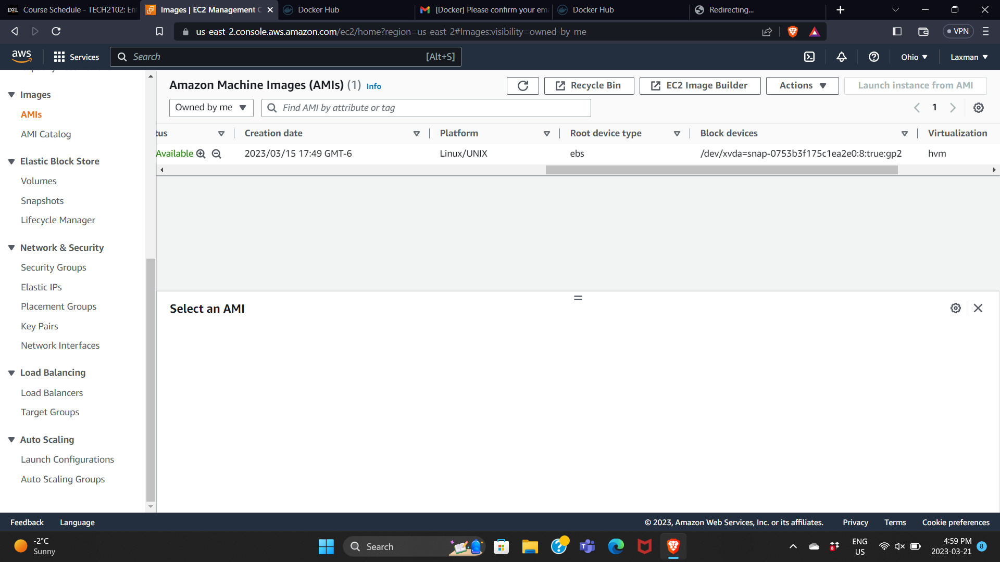 D2L Course Schedule - TECH2102: En
Images | EC2 Management C
Docker Hub
[Docker] Please confirm your ema
Docker Hub
Redirecting...
us-east-2.console.aws.amazon.com/ec2/home?region=us-east-2#Images:visibility=owned-by-me
VPN
aws
Services
Search
[Alt+S]
Ohio
Laxman
Images
AMIs
AMI Catalog
Elastic Block Store
Volumes
Snapshots
Lifecycle Manager
Network & Security
Security Groups
Elastic IPs
Placement Groups
Key Pairs
Network Interfaces
Load Balancing
Load Balancers
Target Groups
Auto Scaling
Launch Configurations
Auto Scaling Groups
Amazon Machine Images (AMIs) (1) Info
Recycle Bin
EC2 Image Builder
Actions
Launch instance from AMI
Owned by me
Find AMI by attribute or tag
1
tus
Creation date
Platform
Root device type
Block devices
Virtualization
Available
2023/03/15 17:49 GMT-6
Linux/UNIX
ebs
/dev/xvda=snap-0753b3f175c1ea2e0:8:true:gp2
hvm
Select an AMI
Feedback
Language
© 2023, Amazon Web Services, Inc. or its affiliates.
Privacy
Terms
Cookie preferences
-2°C
Sunny
Search
ENG
US
4:59 PM
2023-03-21
8